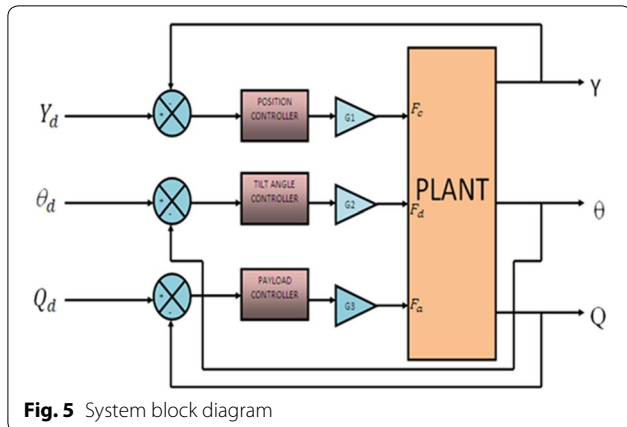 Y_d
+
-
POSITION
CONTROLLER
G1
F_c
Y
θ_d
+
-
TILT ANGLE
CONTROLLER
G2
F_d
PLANT
θ
Q_d
+
-
PAYLOAD
CONTROLLER
G3
F_a
Q
Fig. 5 System block diagram